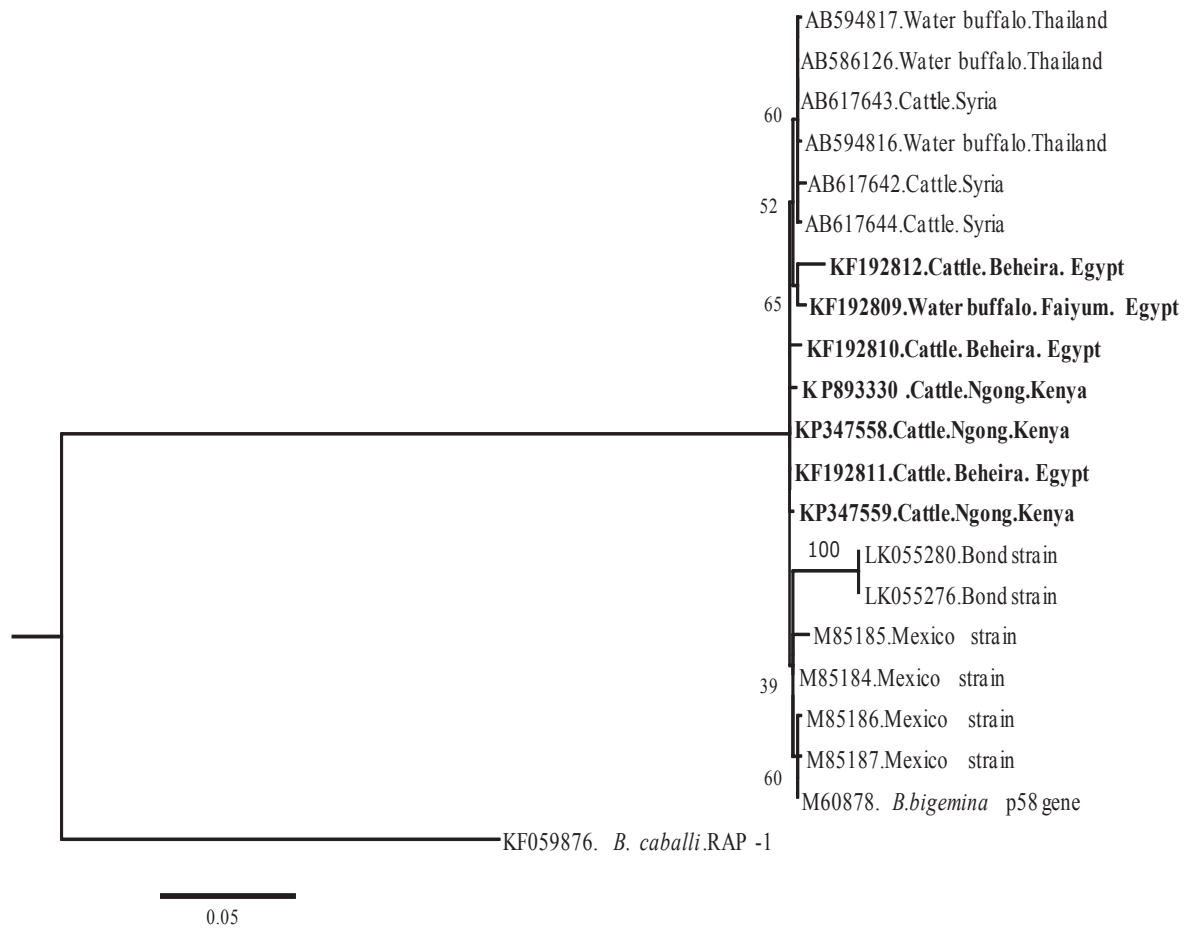 AB594817.Water buffalo.Thailand
AB586126.Water buffalo.Thailand
AB617643.Cattle.Syria
60
AB594816.Water buffalo.Thailand
AB617642.Cattle.Syria
52
AB617644.Cattle.Syria
KF192812.Cattle.Beheira. Egypt
65
KF192809.Water buffalo.Faiyum. Egypt
KF192810.Cattle.Beheira. Egypt
KP893330 .Cattle.Ngong.Kenya
KP347558.Cattle.Ngong.Kenya
KF192811.Cattle.Beheira. Egypt
KP347559.Cattle.Ngong.Kenya
100
LK055280.Bond strain
LK055276.Bond strain
M85185.Mexico strain
M85184.Mexico strain
39
M85186.Mexico strain
M85187.Mexico strain
60
M60878. B.bigemina p58 gene
KF059876. B. caballi.RAP -1
0.05